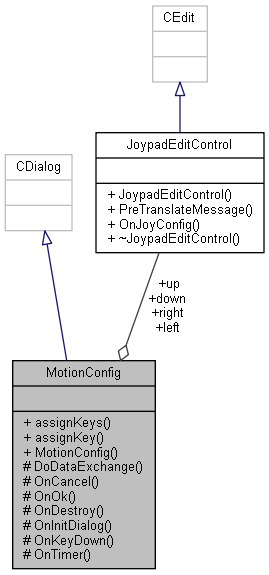 CEdit
JoypadEditControl
+ JoypadEditControl()
+ PreTranslateMessage()
+ OnJoyConfig()
+ ~JoypadEditControl()
CDialog
+up
+down
+right
+left
MotionConfig
+ assignKeys()
+ assignKey()
+ MotionConfig()
# DoDataExchange()
# OnCancel()
# OnOk()
# OnDestroy()
# OnInitDialog()
# OnKeyDown()
# OnTimer()